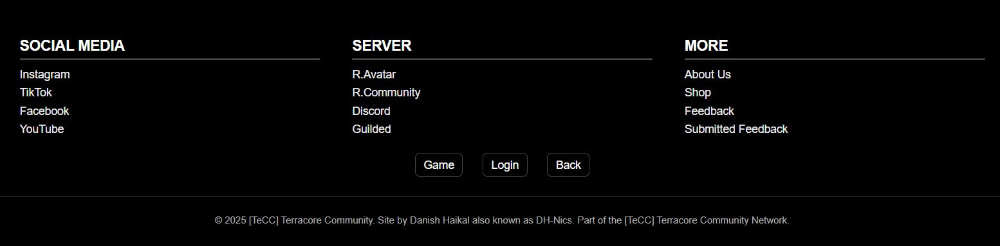 SOCIAL MEDIA
Instagram
TikTok
Facebook
YouTube
SERVER
R.Avatar
R.Community
Discord
Guilded
MORE
About Us
Shop
Feedback
Submitted Feedback
Game
Login
Back
© 2025 [TeCC] Terracore Community. Site by Danish Haikal also known as DH-Nics. Part of the [TeCC] Terracore Community Network.